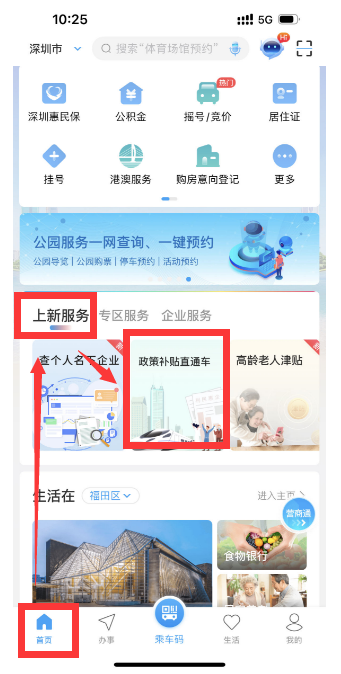 10:25
5G
深圳市
搜索“体育场馆预约”
Hi
深圳惠民保
公积金
热门
摇号/竞价
居住证
挂号
港澳服务
购房意向登记
更多
公园服务一网查询、一键预约
公园导览 | 公园购票 | 停车预约 | 活动预约
上新服务
专区服务
企业服务
查个人名下企业
政策补贴直通车
高龄老人津贴
生活在
福田区
进入主页
营商通
食物银行
首页
办事
乘车码
生活
我的